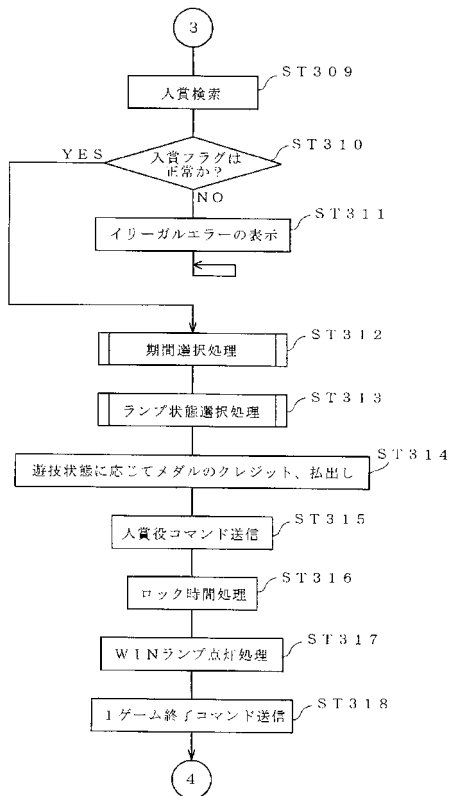 3
ST309
入賞検索
ST310
YES
入賞フラグは
正常か?
NO
ST311
イリーガルエラーの表示
ST312
期間選択処理
ST313
ランプ状態選択処理
ST314
遊技状態に応じてメダルのクレジット、払出し
ST315
入賞役コマンド送信
ST316
ロック時間処理
ST317
WINランプ点灯処理
ST318
1ゲーム終了コマンド送信
4